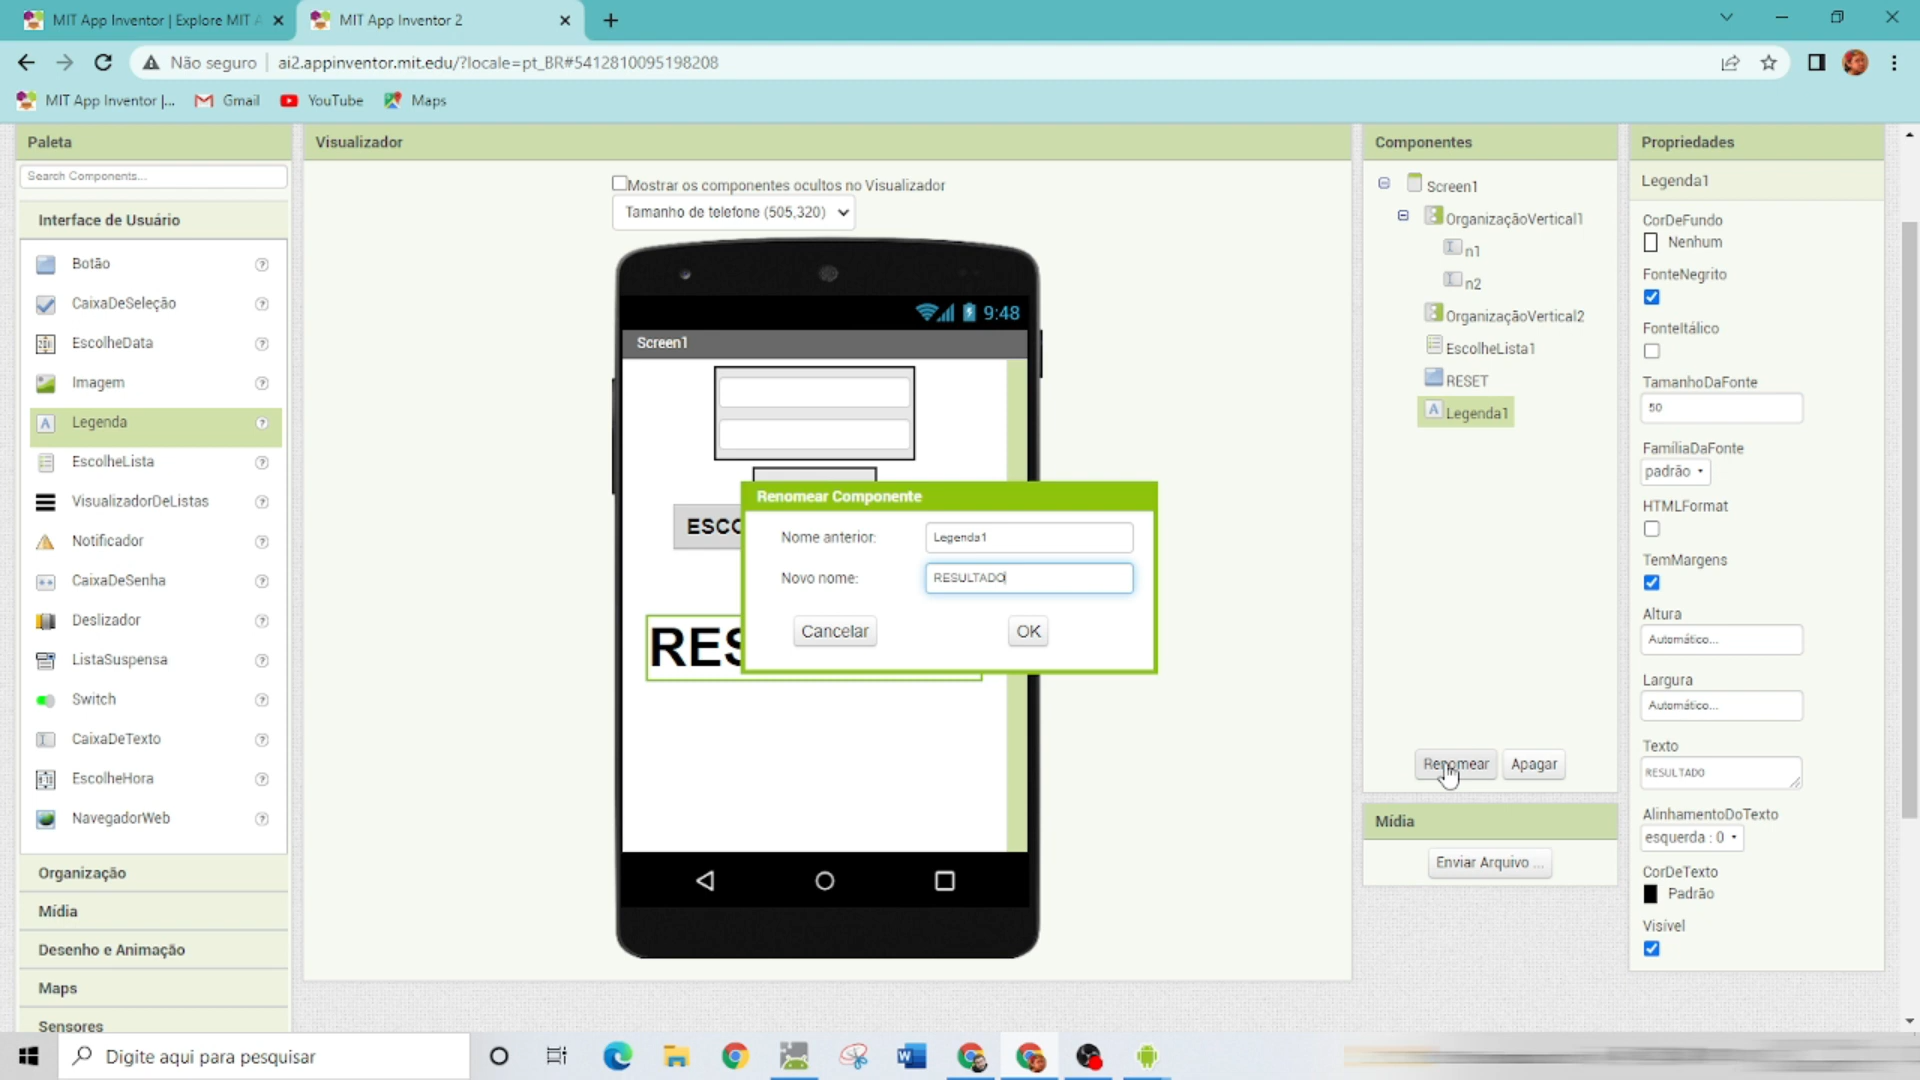 MIT App Inventor | Explore MIT A
MIT App Inventor 2
Não seguro
ai2.appinventor.mit.edu/?locale=pt_BR#5412810095198208
MIT App Inventor |...
Gmail
YouTube
Maps
Paleta
Visualizador
Componentes
Propriedades
Search Components...
Interface de Usuário
Botão
CaixaDeSeleção
EscolheData
Imagem
Legenda
EscolheLista
VisualizadorDeListas
Notificador
CaixaDeSenha
Deslizador
ListaSuspensa
Switch
CaixaDeTexto
EscolheHora
NavegadorWeb
Organização
Mídia
Desenho e Animação
Maps
Sensores
Mostrar os componentes ocultos no Visualizador
Tamanho de telefone (505,320)
9:48
Screen1
ESCO
RES
Renomear Componente
Nome anterior:
Legenda1
Novo nome:
RESULTADO
Cancelar
OK
Screen1
OrganizaçãoVertical1
n1
n2
OrganizaçãoVertical2
EscolheLista1
RESET
Legenda1
Renomear
Apagar
Mídia
Enviar Arquivo ...
Legenda1
CorDeFundo
Nenhum
FonteNegrito
FonteItálico
TamanhoDaFonte
50
FamíliaDaFonte
padrão
HTMLFormat
TemMargens
Altura
Automático...
Largura
Automático...
Texto
RESULTADO
AlinhamentoDoTexto
esquerda : 0
CorDeTexto
Padrão
Visível
Digite aqui para pesquisar